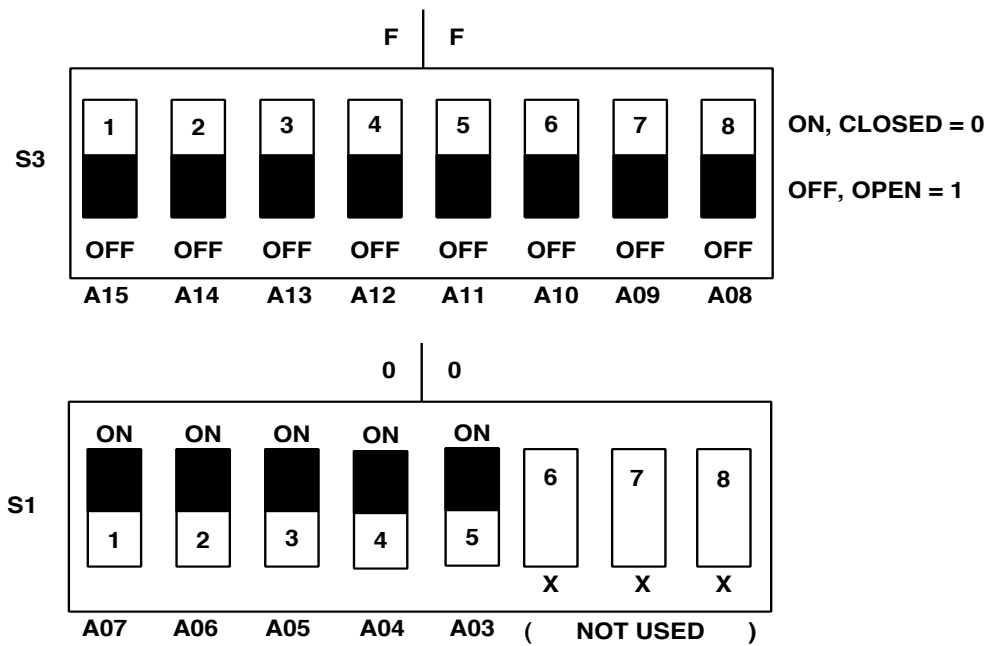 F F
1 2 3 4 5 6 7 8 ON, CLOSED = 0
S3
OFF, OPEN = 1
OFF OFF OFF OFF OFF OFF OFF OFF
A15 A14 A13 A12 A11 A10 A09 A08
0 0
ON ON ON ON ON
6 7 8
S1
1 2 3 4 5
X X X
A07 A06 A05 A04 A03 ( NOT USED )